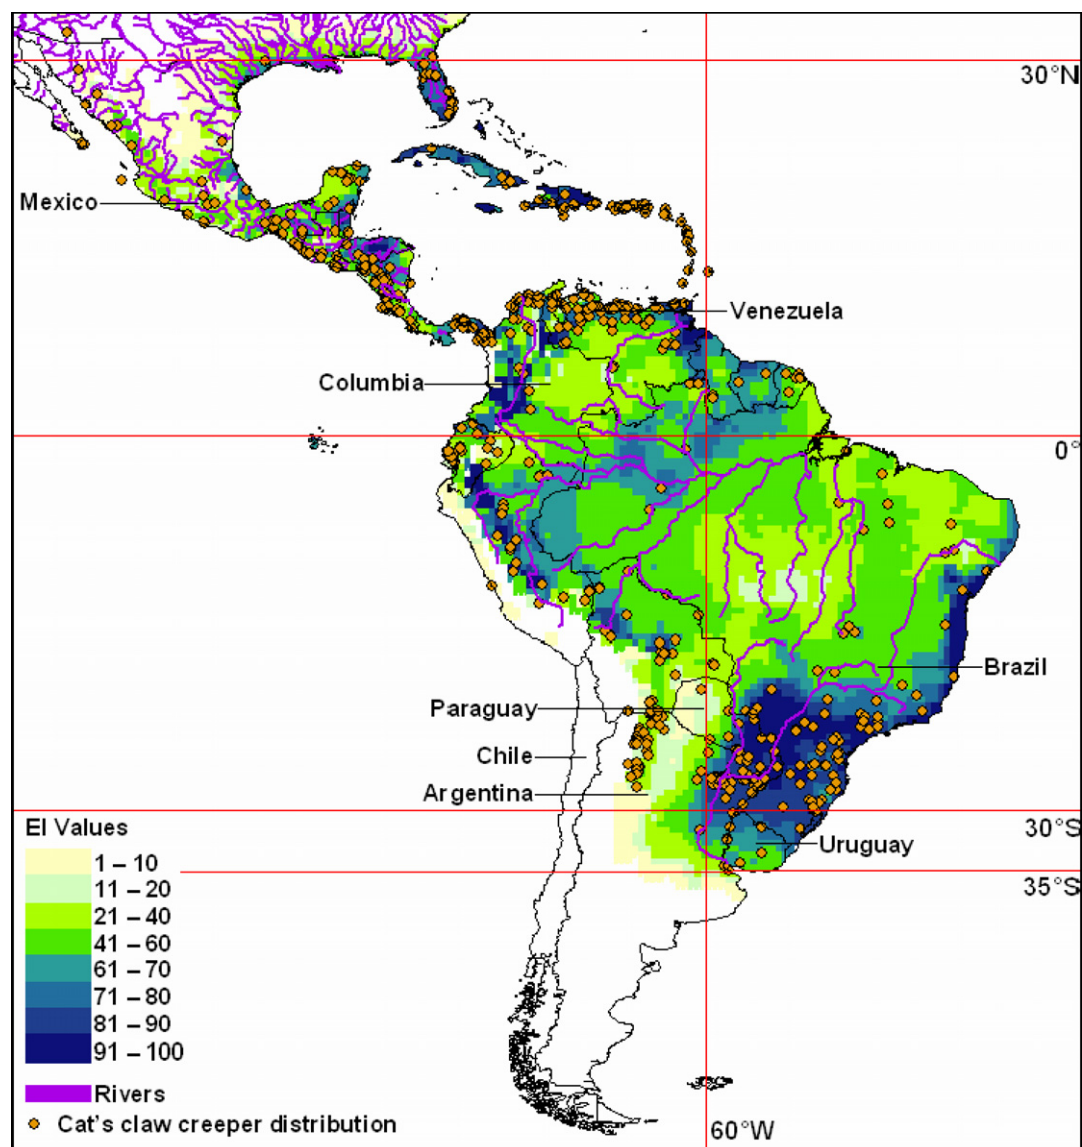 30°N
Mexico
Venezuela
Columbia
0°
Brazil
Paraguay
Chile
Argentina
30°S
El Values
Uruguay
1 – 10
11 – 20
35°S
21 – 40
41 – 60
61 – 70
71 – 80
81 – 90
91 – 100
Rivers
Cat's claw creeper distribution
60°W